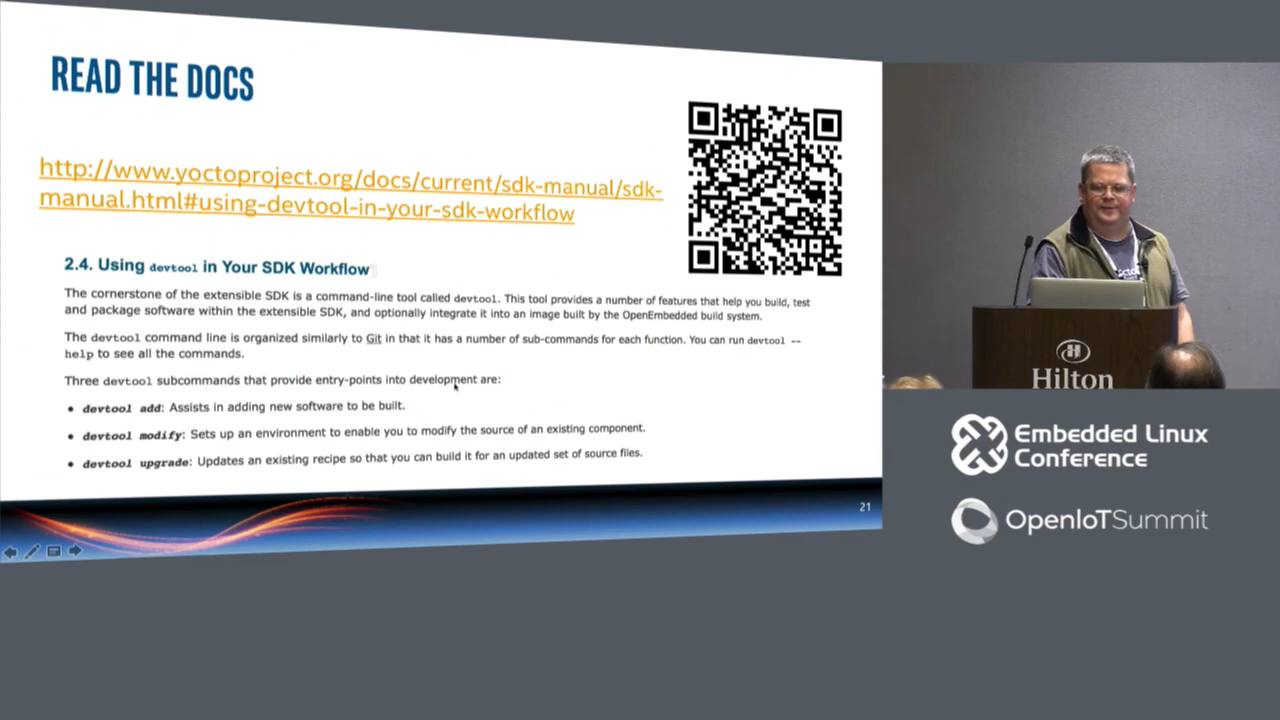 READ THE DOCS
http://www.yoctoproject.org/docs/current/sdk-manual/sdk-
manual.html#using-devtool-in-your-sdk-workflow
2.4. Using devtool in Your SDK Workflow
The cornerstone of the extensible SDK is a command-line tool called devtool. This tool provides a number of features that help you build, test
and package software within the extensible SDK, and optionally integrate it into an image built by the OpenEmbedded build system.
The devtool command line is organized similarly to Git in that it has a number of sub-commands for each function. You can run devtool --
help to see all the commands.
Three devtool subcommands that provide entry-points into development are:
• devtool add: Assists in adding new software to be built.
• devtool modify: Sets up an environment to enable you to modify the source of an existing component.
• devtool upgrade: Updates an existing recipe so that you can build it for an updated set of source files.
21
Hilton
Embedded Linux
Conference
OpenIoTSummit